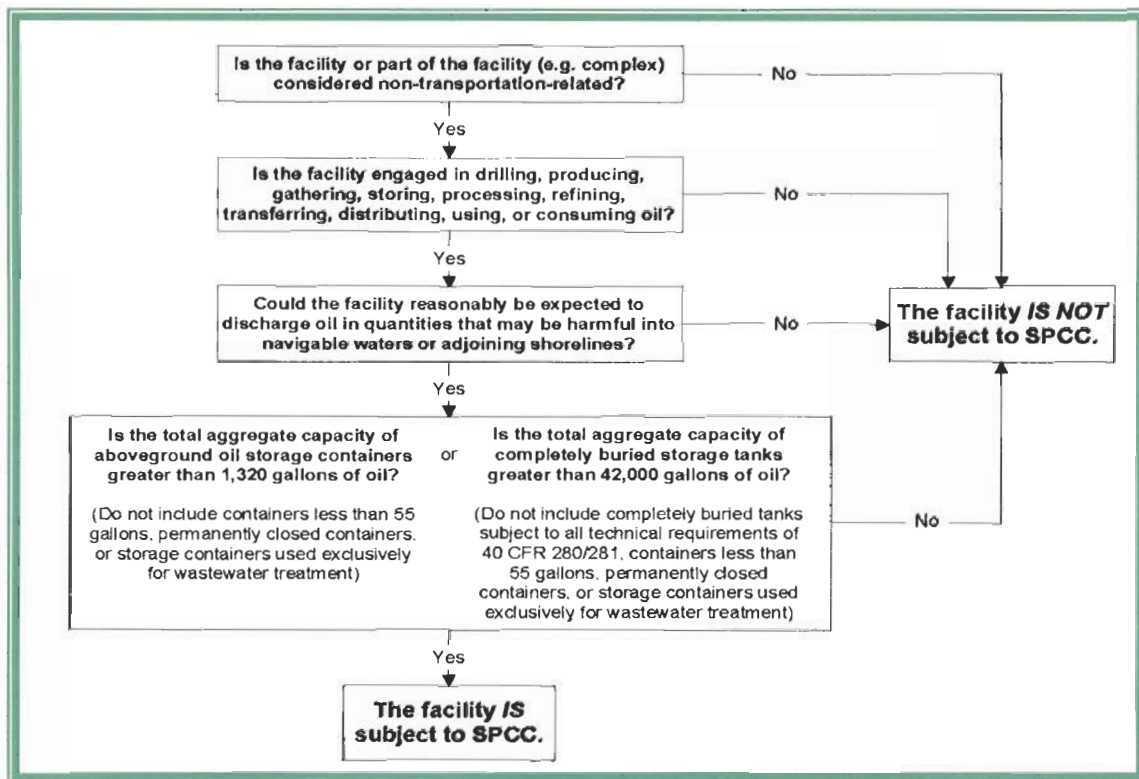 Is the facility or part of the facility (e.g. complex)
considered non-transportation-related?
No
Yes
Is the facility engaged in drilling, producing,
gathering, storing, processing, refining,
transferring, distributing, using, or consuming oil?
No
Yes
Could the facility reasonably be expected to
discharge oil in quantities that may be harmful into
navigable waters or adjoining shorelines?
No
The facility IS NOT
subject to SPCC.
Yes
Is the total aggregate capacity of
aboveground oil storage containers
greater than 1,320 gallons of oil?
(Do not include containers less than 55
gallons, permanently closed containers,
or storage containers used exclusively
for wastewater treatment)
or
Is the total aggregate capacity of
completely buried storage tanks
greater than 42,000 gallons of oil?
(Do not include completely buried tanks
subject to all technical requirements of
40 CFR 280/281, containers less than
55 gallons, permanently closed
containers, or storage containers used
exclusively for wastewater treatment)
No
Yes
The facility IS
subject to SPCC.